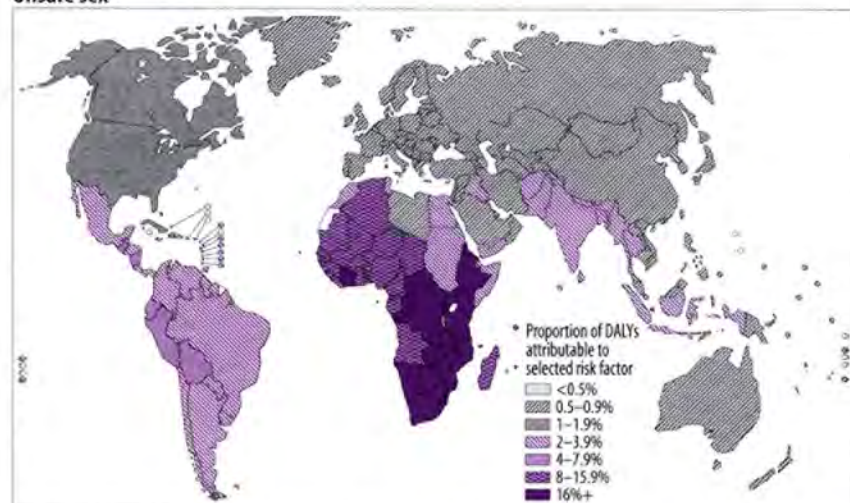 Unsafe sex
Proportion of DALYs
attributable to
selected risk factor
<0.5%
0.5–0.9%
1–1.9%
2–3.9%
4–7.9%
8–15.9%
16%+